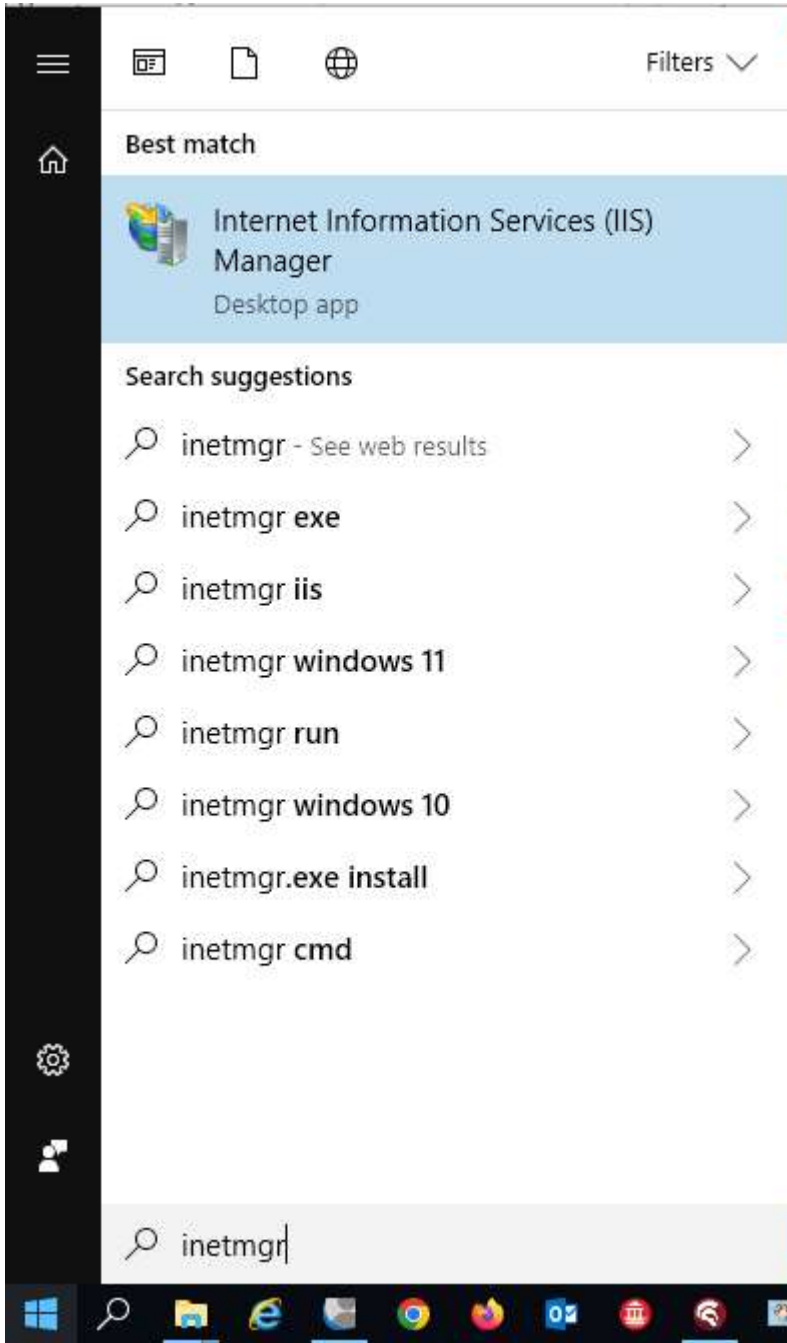 Filters
Best match
Internet Information Services (IIS)
Manager
Desktop app
Search suggestions
inetmgr - See web results
inetmgr exe
inetmgr iis
inetmgr windows 11
inetmgr run
inetmgr windows 10
inetmgr.exe install
inetmgr cmd
inetmgr